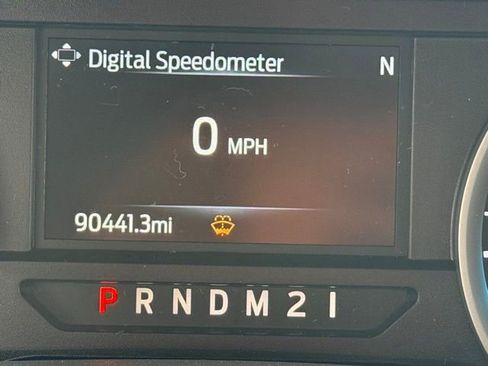 Digital Speedometer N
0 MPH
90441.3mi
P R N D M 2 1